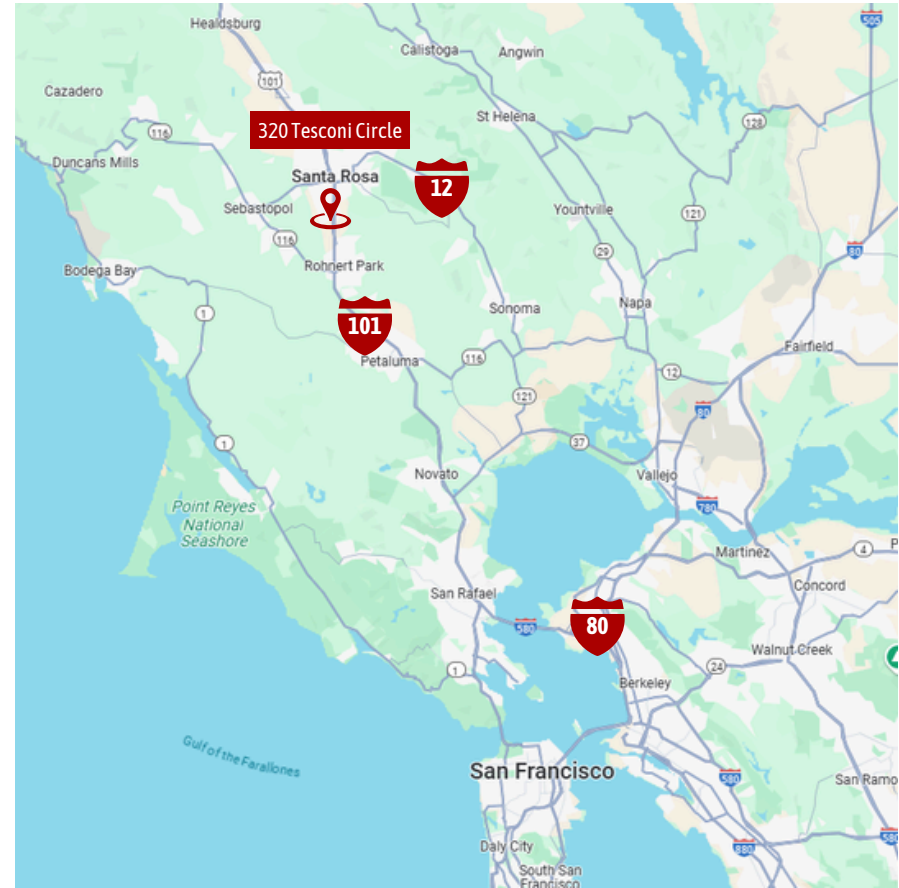 Healdsburg
505
Calistoga
Angwin
101
Cazadero
St Helena
128
320 Tesconi Circle
116
Duncans Mills
Santa Rosa
12
Sebastopol
Yountville
121
116
29
80
Rohnert Park
Bodega Bay
Napa
Sonoma
1
101
Fairfield
Petaluma
116
12
121
80
1
37
Novato
Vallejo
Point Reyes
National
Seashore
780
Martinez
4
P
Concord
San Rafael
580
80
Walnut Creek
24
1
Berkeley
Gulf of the Farallones
San Francisco
580
San Ramo
Daly City
880
580
South San
Francisco